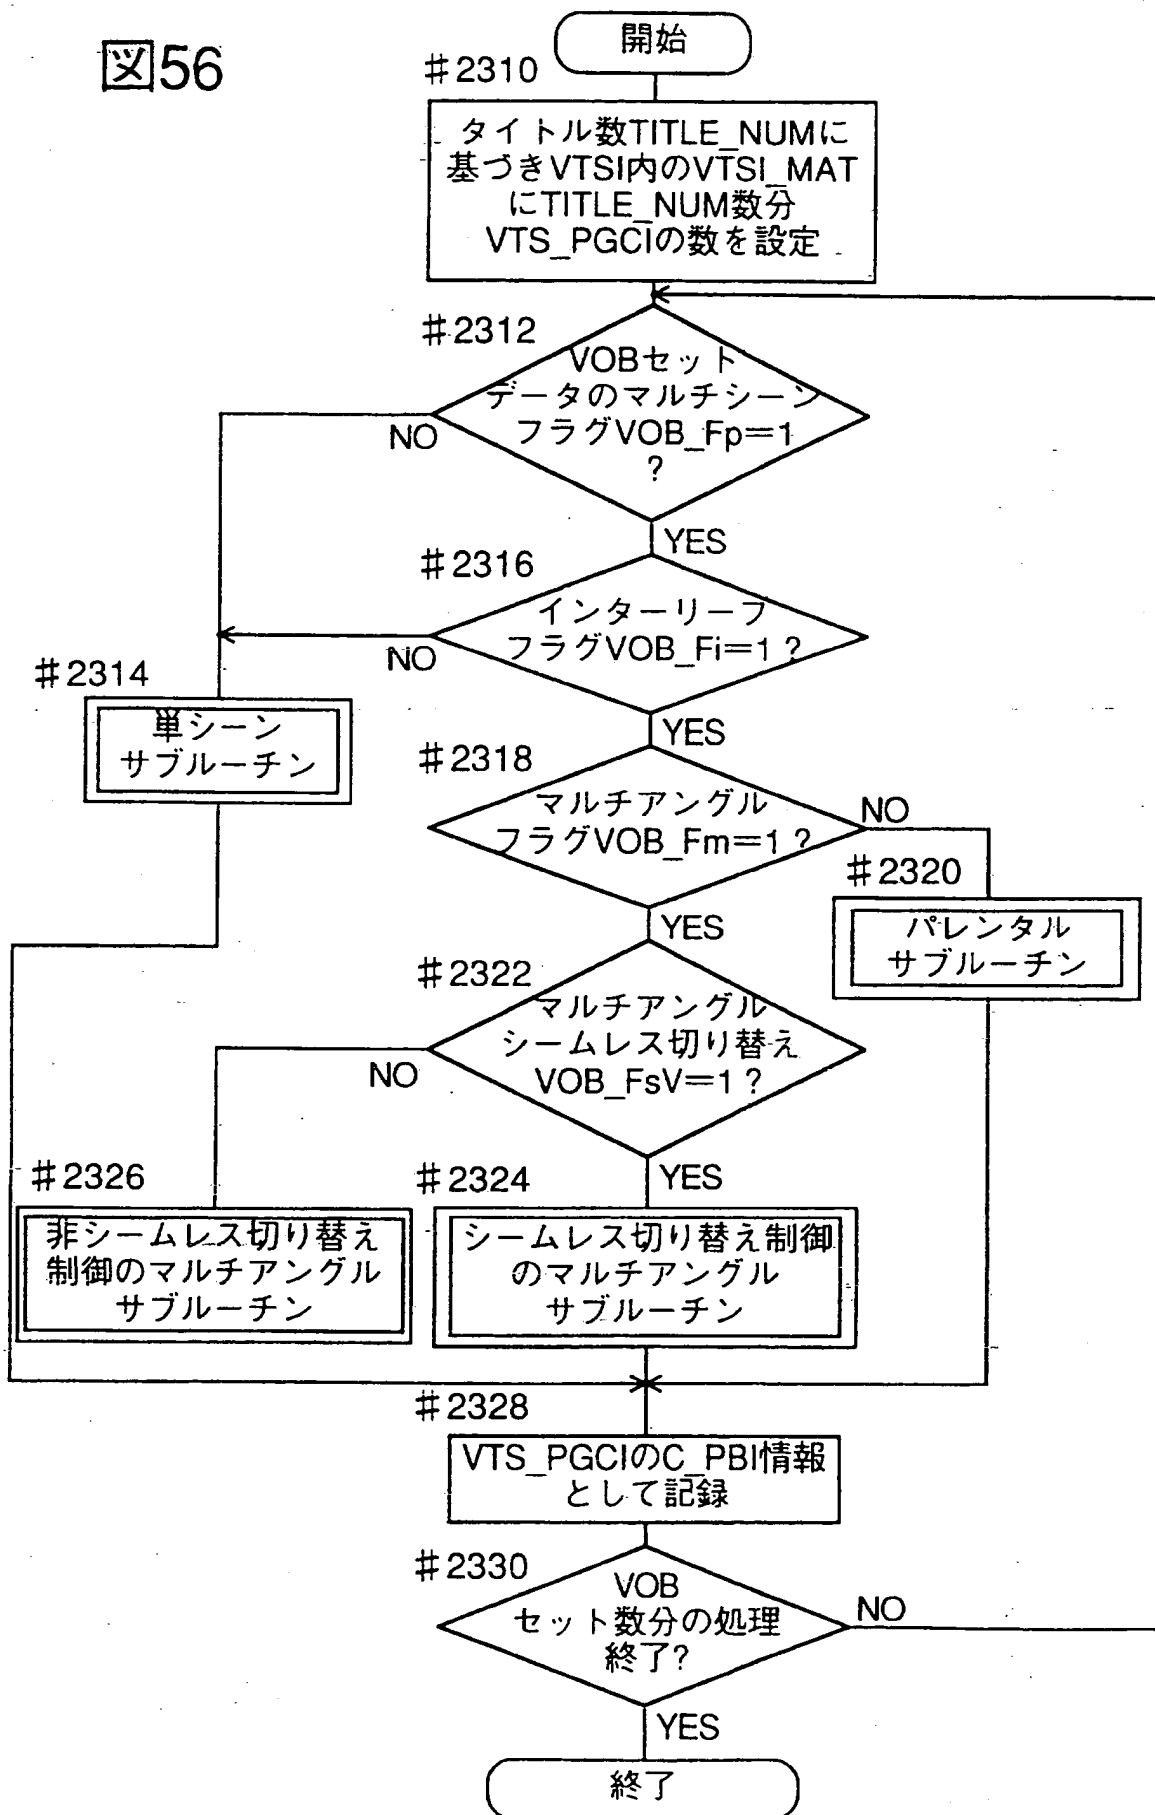 図56
開始
#2310
タイトル数TITLE_NUMに
基づきVTSI内のVTSI_MAT
にTITLE_NUM数分
VTS_PGCIの数を設定
#2312
VOBセット
データのマルチシーン
フラグVOB_Fp=1
?
NO
YES
#2316
インターリーフ
フラグVOB_Fi=1?
NO
YES
#2314
単シーン
サブルーチン
#2318
マルチアングル
フラグVOB_Fm=1?
NO
YES
#2320
パレンタル
サブルーチン
#2322
マルチアングル
シームレス切り替え
VOB_FsV=1?
NO
YES
#2326
非シームレス切り替え
制御のマルチアングル
サブルーチン
#2324
シームレス切り替え制御
のマルチアングル
サブルーチン
#2328
VTS_PGCIのC_PBI情報
として記録
#2330
VOB
セット数分の処理
終了?
NO
YES
終了